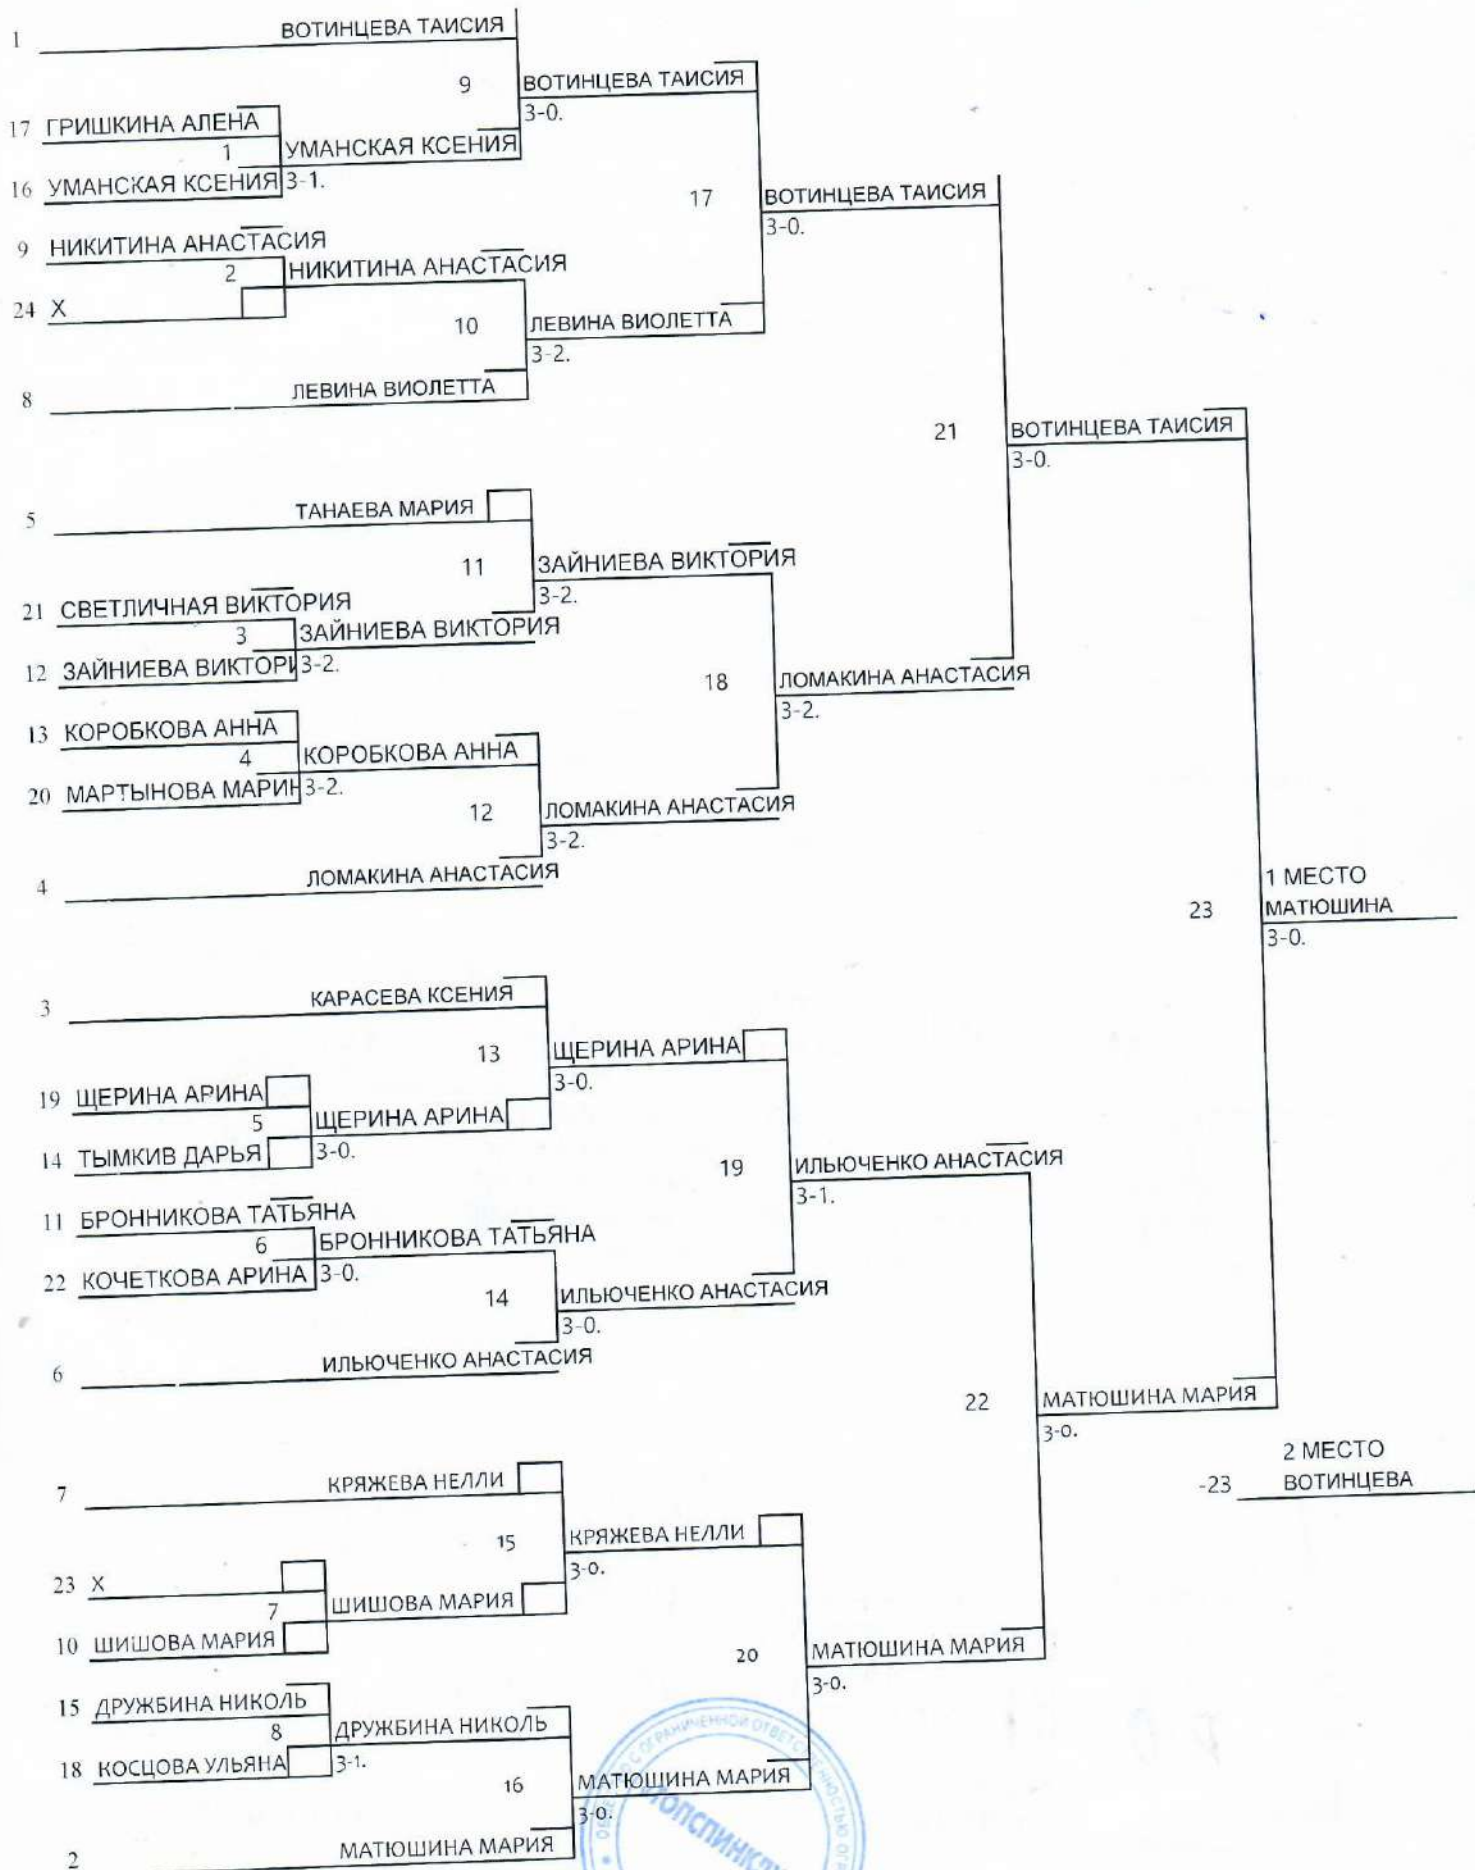 1 ВОТИНЦЕВА ТАИСИЯ
9 ВОТИНЦЕВА ТАИСИЯ
3-0.
17 ГРИШКИНА АЛЕНА
1 УМАНСКАЯ КСЕНИЯ
16 УМАНСКАЯ КСЕНИЯ 3-1.
17 ВОТИНЦЕВА ТАИСИЯ
3-0.
9 НИКИТИНА АНАСТАСИЯ
2 НИКИТИНА АНАСТАСИЯ
24 X
10 ЛЕВИНА ВИОЛЕТТА
3-2.
8 ЛЕВИНА ВИОЛЕТТА
21 ВОТИНЦЕВА ТАИСИЯ
3-0.
5 ТАНАЕВА МАРИЯ
11 ЗАЙНИЕВА ВИКТОРИЯ
3-2.
21 СВЕТЛИЧНАЯ ВИКТОРИЯ
3 ЗАЙНИЕВА ВИКТОРИЯ
12 ЗАЙНИЕВА ВИКТОРИ 3-2.
18 ЛОМАКИНА АНАСТАСИЯ
3-2.
13 КОРОБКОВА АННА
4 КОРОБКОВА АННА
20 МАРТЫНОВА МАРИН 3-2.
12 ЛОМАКИНА АНАСТАСИЯ
3-2.
4 ЛОМАКИНА АНАСТАСИЯ
1 МЕСТО
23 МАТЮШИНА
3-0.
3 КАРАСЕВА КСЕНИЯ
13 ЩЕРИНА АРИНА
3-0.
19 ЩЕРИНА АРИНА
5 ЩЕРИНА АРИНА
14 ТЫМКИВ ДАРЬЯ 3-0.
19 ИЛЬЮЧЕНКО АНАСТАСИЯ
3-1.
11 БРОННИКОВА ТАТЬЯНА
6 БРОННИКОВА ТАТЬЯНА
22 КОЧЕТКОВА АРИНА 3-0.
14 ИЛЬЮЧЕНКО АНАСТАСИЯ
3-0.
6 ИЛЬЮЧЕНКО АНАСТАСИЯ
22 МАТЮШИНА МАРИЯ
3-0.
2 МЕСТО
-23 ВОТИНЦЕВА
7 КРЯЖЕВА НЕЛЛИ
15 КРЯЖЕВА НЕЛЛИ
3-0.
23 X
7 ШИШОВА МАРИЯ
10 ШИШОВА МАРИЯ
20 МАТЮШИНА МАРИЯ
3-0.
15 ДРУЖБИНА НИКОЛЬ
8 ДРУЖБИНА НИКОЛЬ
18 КОСЦОВА УЛЬЯНА 3-1.
16 МАТЮШИНА МАРИЯ
3-0.
2 МАТЮШИНА МАРИЯ
С ОГРАНИЧЕННОЙ ОТВЕТСТВЕННОСТЬЮ